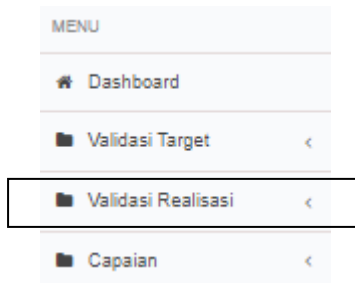 MENU
Dashboard
Validasi Target
Validasi Realisasi
Capaian